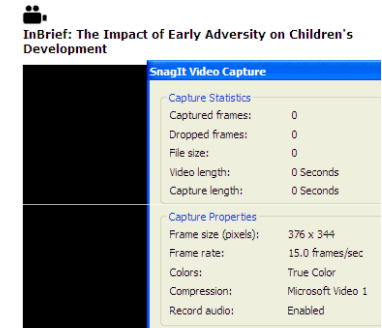 InBrief: The Impact of Early Adversity on Children's
Development
SnagIt Video Capture
Capture Statistics
Captured frames: 0
Dropped frames: 0
File size: 0
Video length: 0 Seconds
Capture length: 0 Seconds
Capture Properties
Frame size (pixels): 376 x 344
Frame rate: 15.0 frames/sec
Colors: True Color
Compression: Microsoft Video 1
Record audio: Enabled